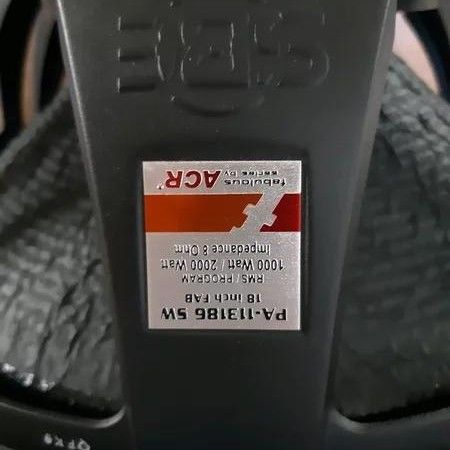 PA-113186 SW
18 inch FAB
RMS / PROGRAM
1000 Watt / 2000 Watt
Impedance 8 Ohm
fabulous
series by ACR®